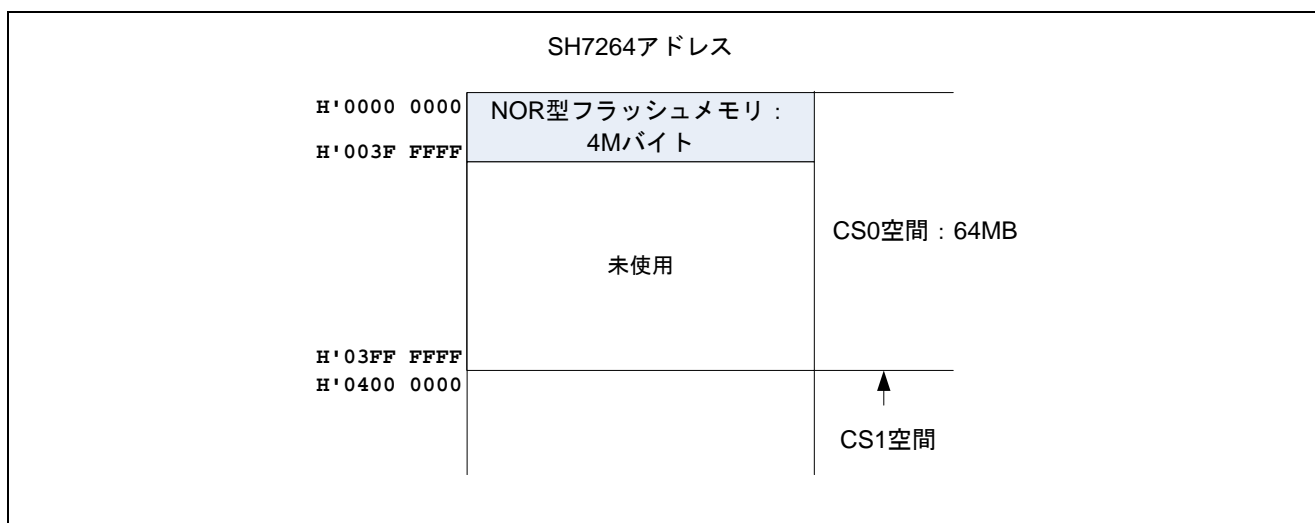 SH7264アドレス
H'0000 0000
NOR型フラッシュメモリ：
4Mバイト
H'003F FFFF
CS0空間：64MB
未使用
H'03FF FFFF
H'0400 0000
CS1空間